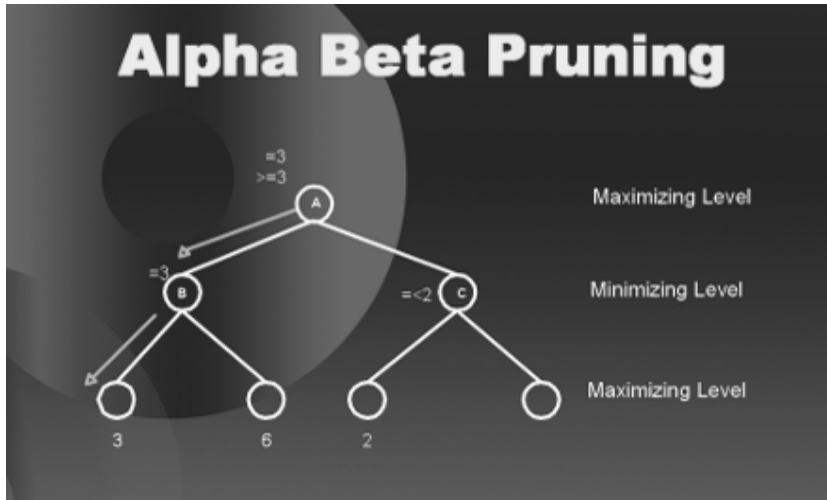 Alpha Beta Pruning
=3
>=3
A
Maximizing Level
=3
B
=<2
C
Minimizing Level
Maximizing Level
3
6
2